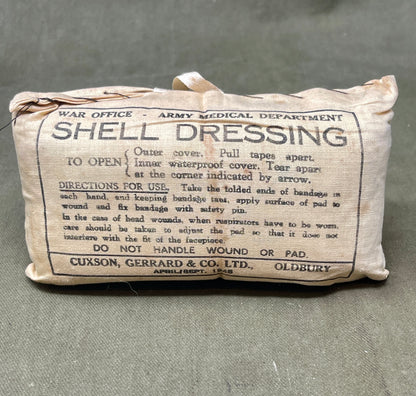 WAR OFFICE - ARMY MEDICAL DEPARTMENT
SHELL DRESSING
Outer cover. Pull tapes apart.
TO OPEN { Inner waterproof cover. Tear apart
at the corner indicated by arrow.
DIRECTIONS FOR USE. Take the folded ends of bandage in
each hand, and keeping bandage taut, apply surface of pad to
wound and fix bandage with safety pin.
In the case of head wounds, when respirators have to be worn,
care should be taken to adjust the pad so that it does not
interfere with the fit of the facepiece.
DO NOT HANDLE WOUND OR PAD.
CUXSON, GERRARD & CO. LTD., OLDBURY
APRIL/SEPT.